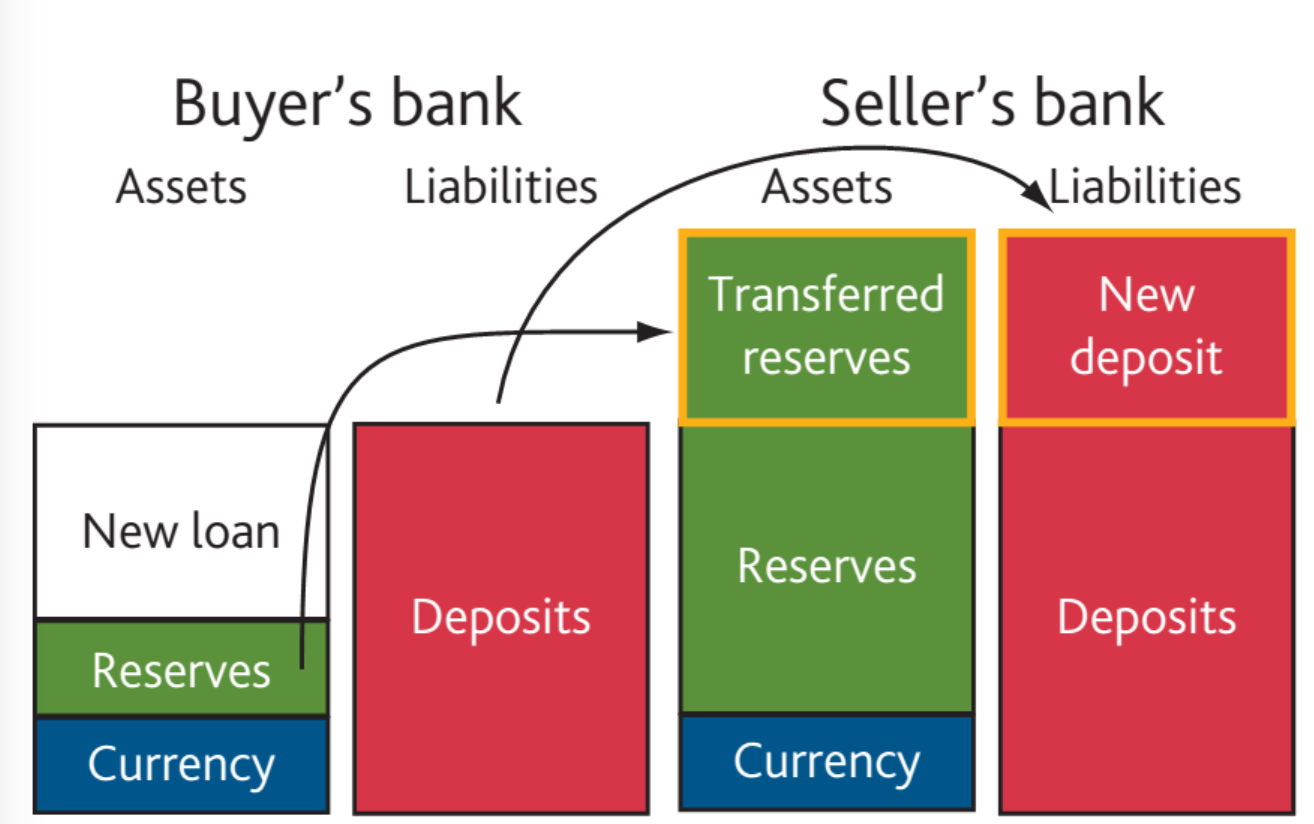 Buyer’s bank
Assets
Liabilities
New loan
Reserves
Currency
Deposits
Seller’s bank
Assets
Liabilities
Transferred
reserves
Reserves
Currency
New
deposit
Deposits